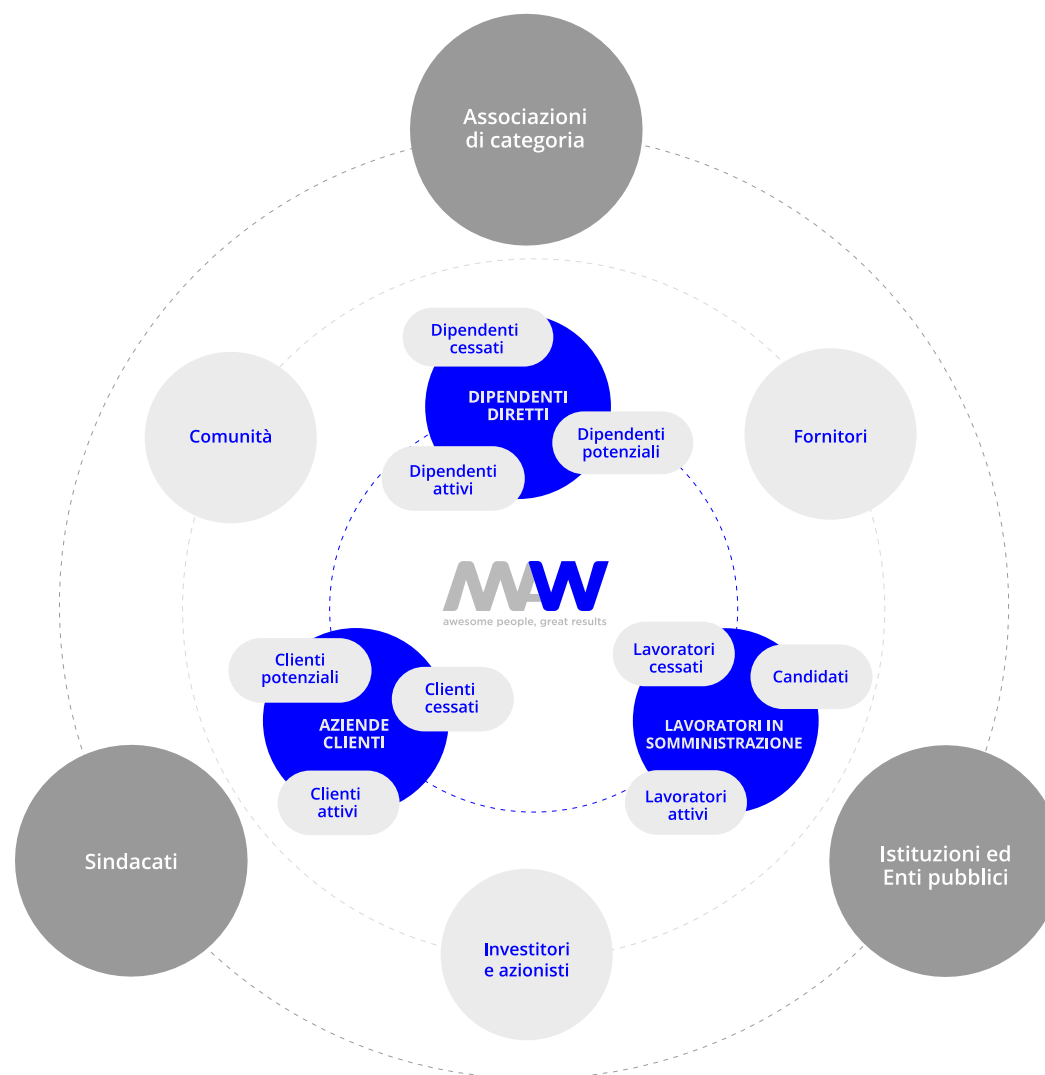 Associazioni
di categoria
Dipendenti
cessati
DIPENDENTI
DIRETTI
Dipendenti
potenziali
Dipendenti
attivi
Comunità
Fornitori
MAW
awesome people, great results
Clienti
potenziali
Clienti
cessati
AZIENDE
CLIENTI
Clienti
attivi
Lavoratori
cessati
Candidati
LAVORATORI IN
SOMMINISTRAZIONE
Lavoratori
attivi
Sindacati
Istituzioni ed
Enti pubblici
Investitori
e azionisti